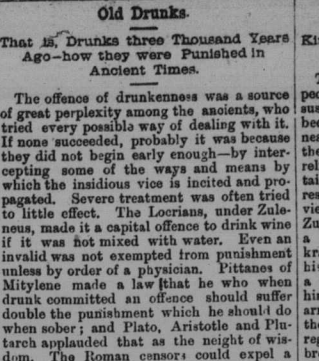 Old Drunks.
That is, Drunks three Thousand Years
Ago—how they were Punished in
Ancient Times.
The offence of drunkenness was a source
of great perplexity among the ancients, who
tried every possible way of dealing with it.
If none succeeded, probably it was because
they did not begin early enough—by inter-
cepting some of the ways and means by
which the insidious vice is incited and pro-
pagated. Severe treatment was often tried
to little effect. The Locrians, under Zule-
neus, made it a capital offence to drink wine
if it was not mixed with water. Even an
invalid was not exempted from punishment
unless by order of a physician. Pittanes of
Mitylene made a law that he who when
drunk committed an offence should suffer
double the punishment which he should do
when sober; and Plato, Aristotle and Plu-
tarch applauded that as the neight of wis-
dom. The Roman censors could expel a